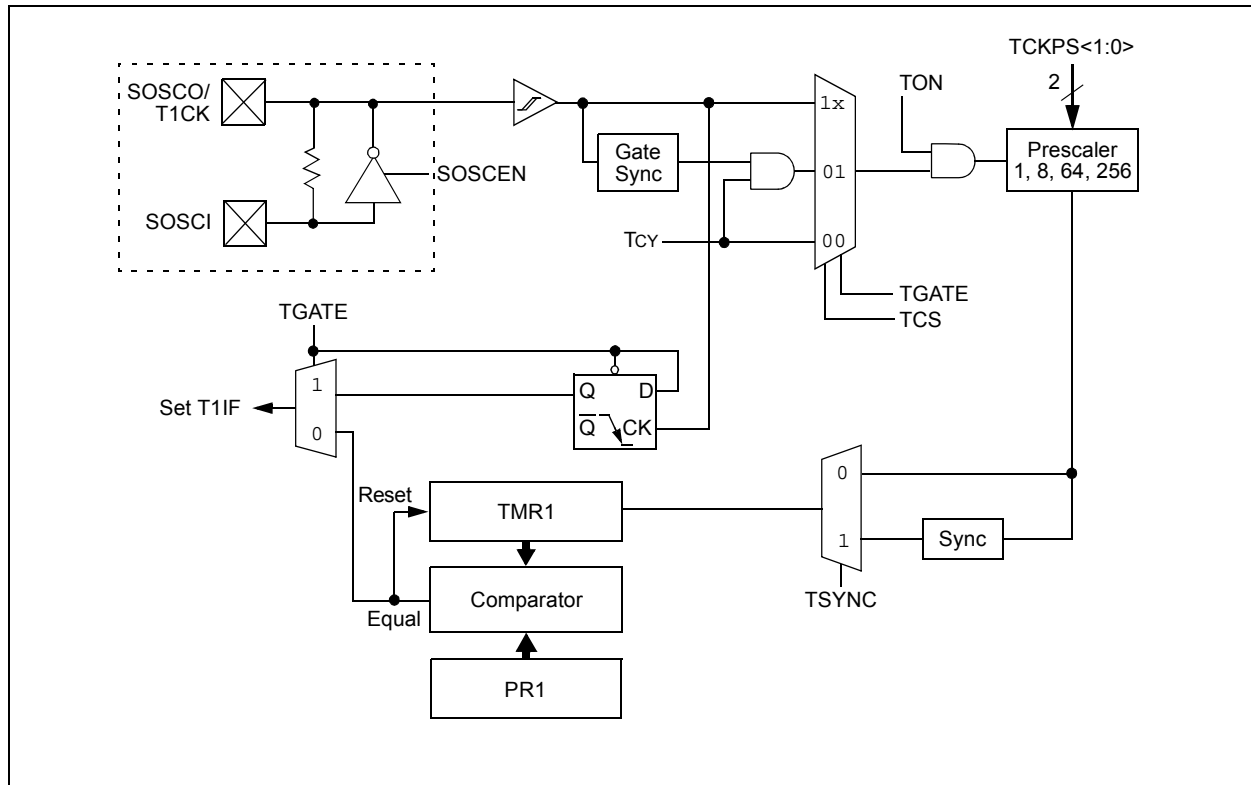 TCKPS<1:0>
2
SOSCO/
T1CK
TON
1x
Prescaler
1, 8, 64, 256
Gate
Sync
01
SOSCEN
SOSCI
TCY
00
TGATE
TCS
TGATE
1
Q
D
Set T1IF
0
Q
CK
Reset
TMR1
0
1
Sync
Comparator
Equal
TSYNC
PR1